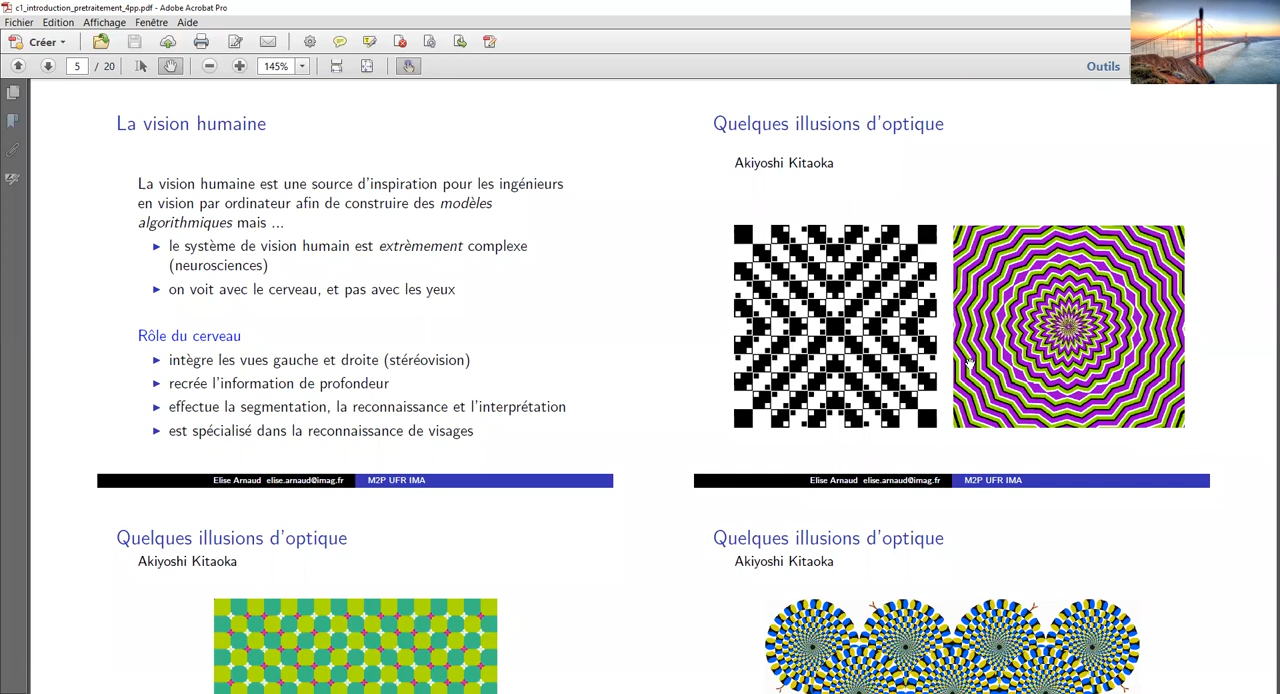 c1_introduction_pretraitement_4pp.pdf - Adobe Acrobat Pro
Fichier Edition Affichage Fenêtre Aide
Créer
5 / 20 145% Outils
La vision humaine
La vision humaine est une source d'inspiration pour les ingénieurs
en vision par ordinateur afin de construire des modèles
algorithmiques mais ...
► le système de vision humain est extrèmement complexe
(neurosciences)
► on voit avec le cerveau, et pas avec les yeux
Rôle du cerveau
► intègre les vues gauche et droite (stéréovision)
► recrée l'information de profondeur
► effectue la segmentation, la reconnaissance et l'interprétation
► est spécialisé dans la reconnaissance de visages
Elise Arnaud elise.arnaud@imag.fr M2P UFR IMA
Quelques illusions d'optique
Akiyoshi Kitaoka
Elise Arnaud elise.arnaud@imag.fr M2P UFR IMA
Quelques illusions d'optique
Akiyoshi Kitaoka
Quelques illusions d'optique
Akiyoshi Kitaoka